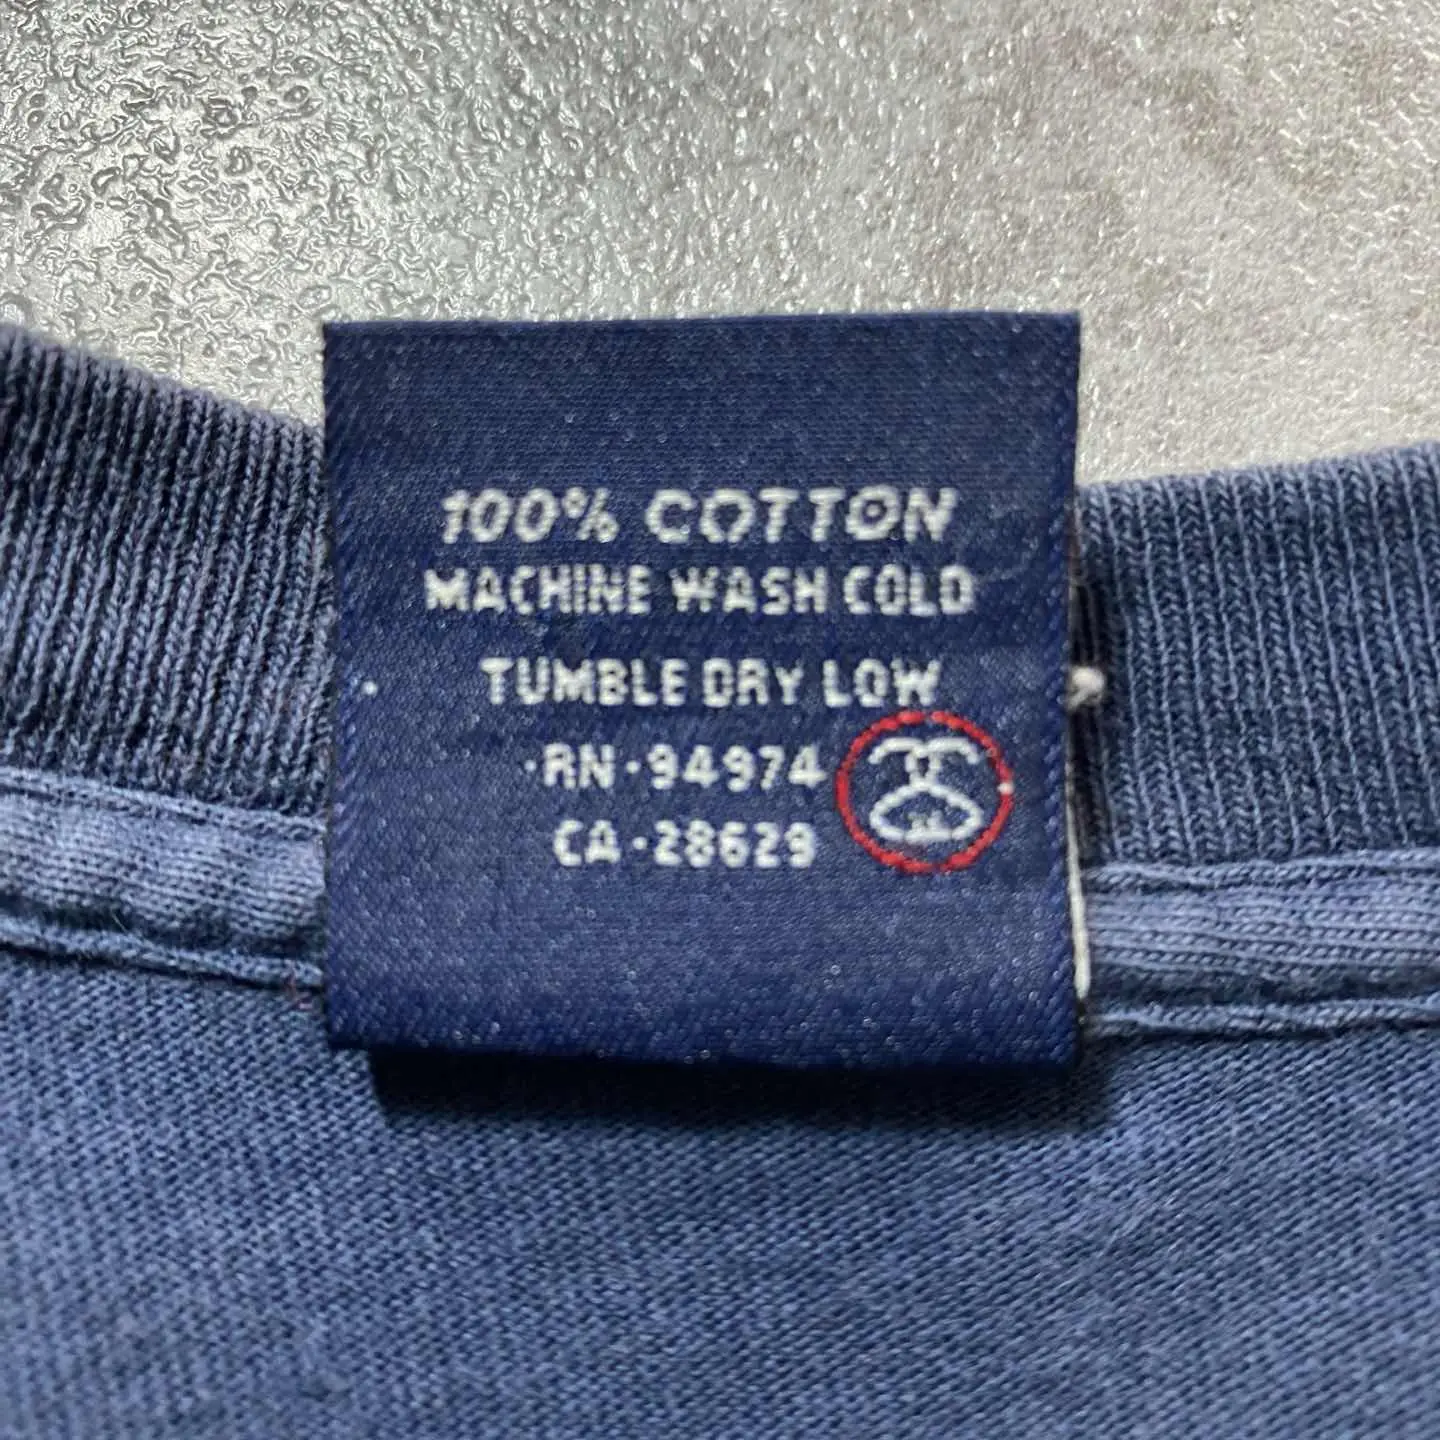 100% COTTON
MACHINE WASH COLD
TUMBLE DRY LOW
·RN·94974
CA·28629